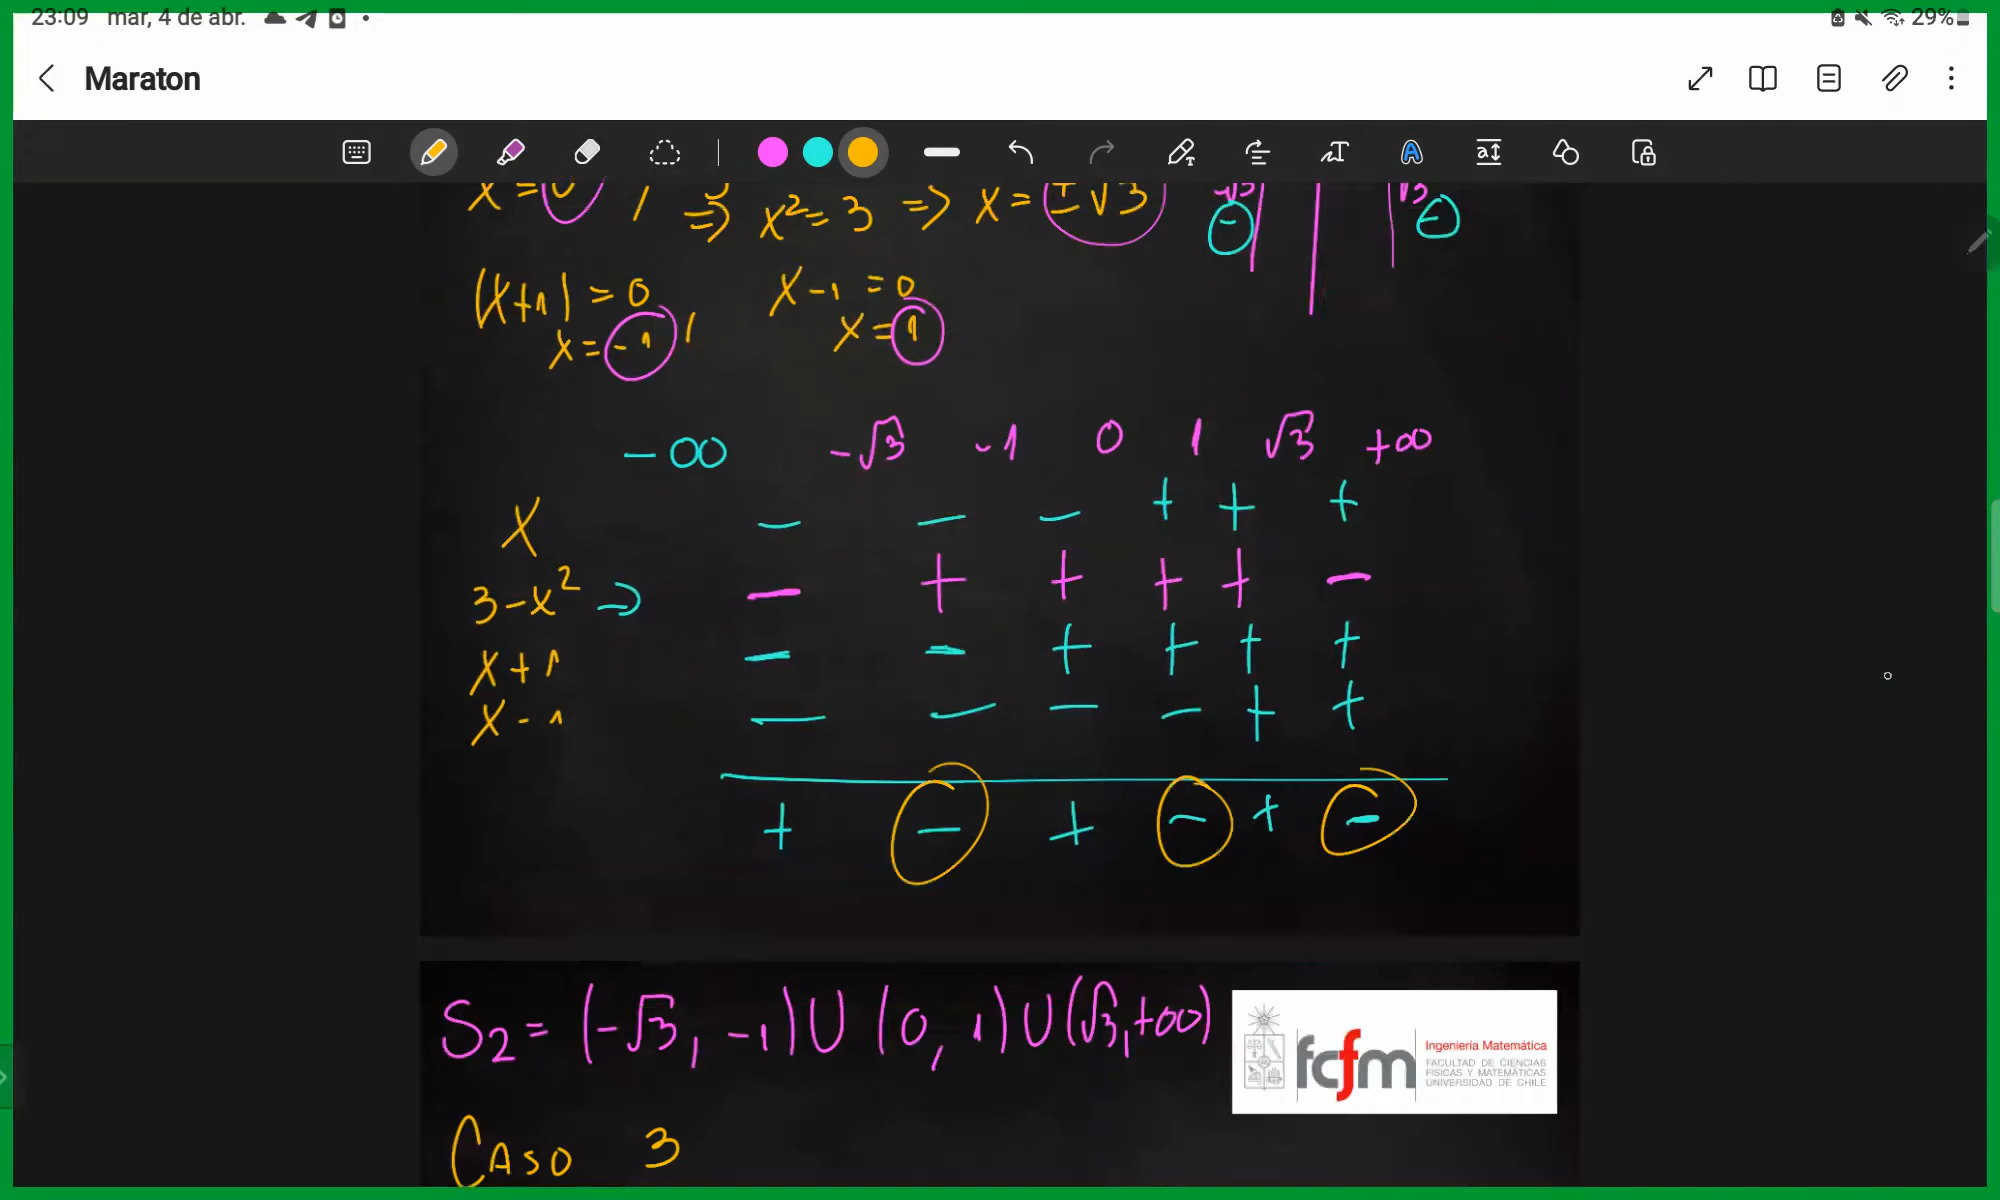 23:09 mar, 4 de abr. 29%
Maraton
x = 0 / => x² = 3 => x = ±√3 -√3 √3
- -
(x+1) = 0 x-1 = 0
x = -1 / x = 1
-∞ -√3 -1 0 1 √3 +∞
x - - - + + +
3-x² => - + + + + -
x+1 - - + + + +
x-1 - - - - + +
+ - + - + -
S₂ = (-√3, -1) U (0, 1) U (√3, +∞)
fcfm
Ingeniería Matemática
FACULTAD DE CIENCIAS
FÍSICAS Y MATEMÁTICAS
UNIVERSIDAD DE CHILE
CASO 3